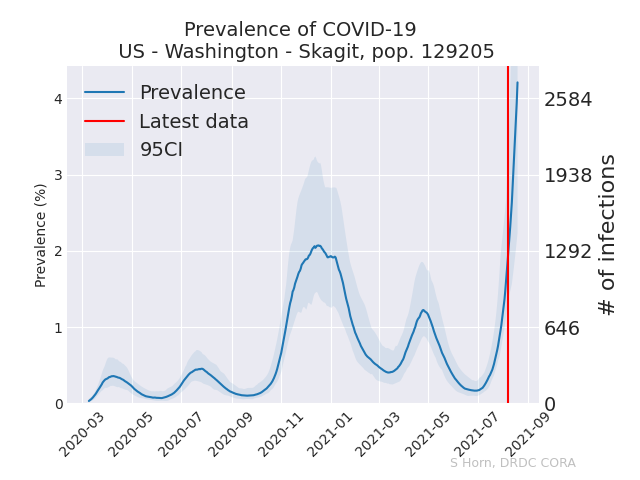 Prevalence of COVID-19
US - Washington - Skagit, pop. 129205
Prevalence
Latest data
95CI
Prevalence (%)
4
3
2
1
0
2584
1938
1292
646
0
# of infections
2020-03
2020-05
2020-07
2020-09
2020-11
2021-01
2021-03
2021-05
2021-07
2021-09
S Horn, DRDC CORA